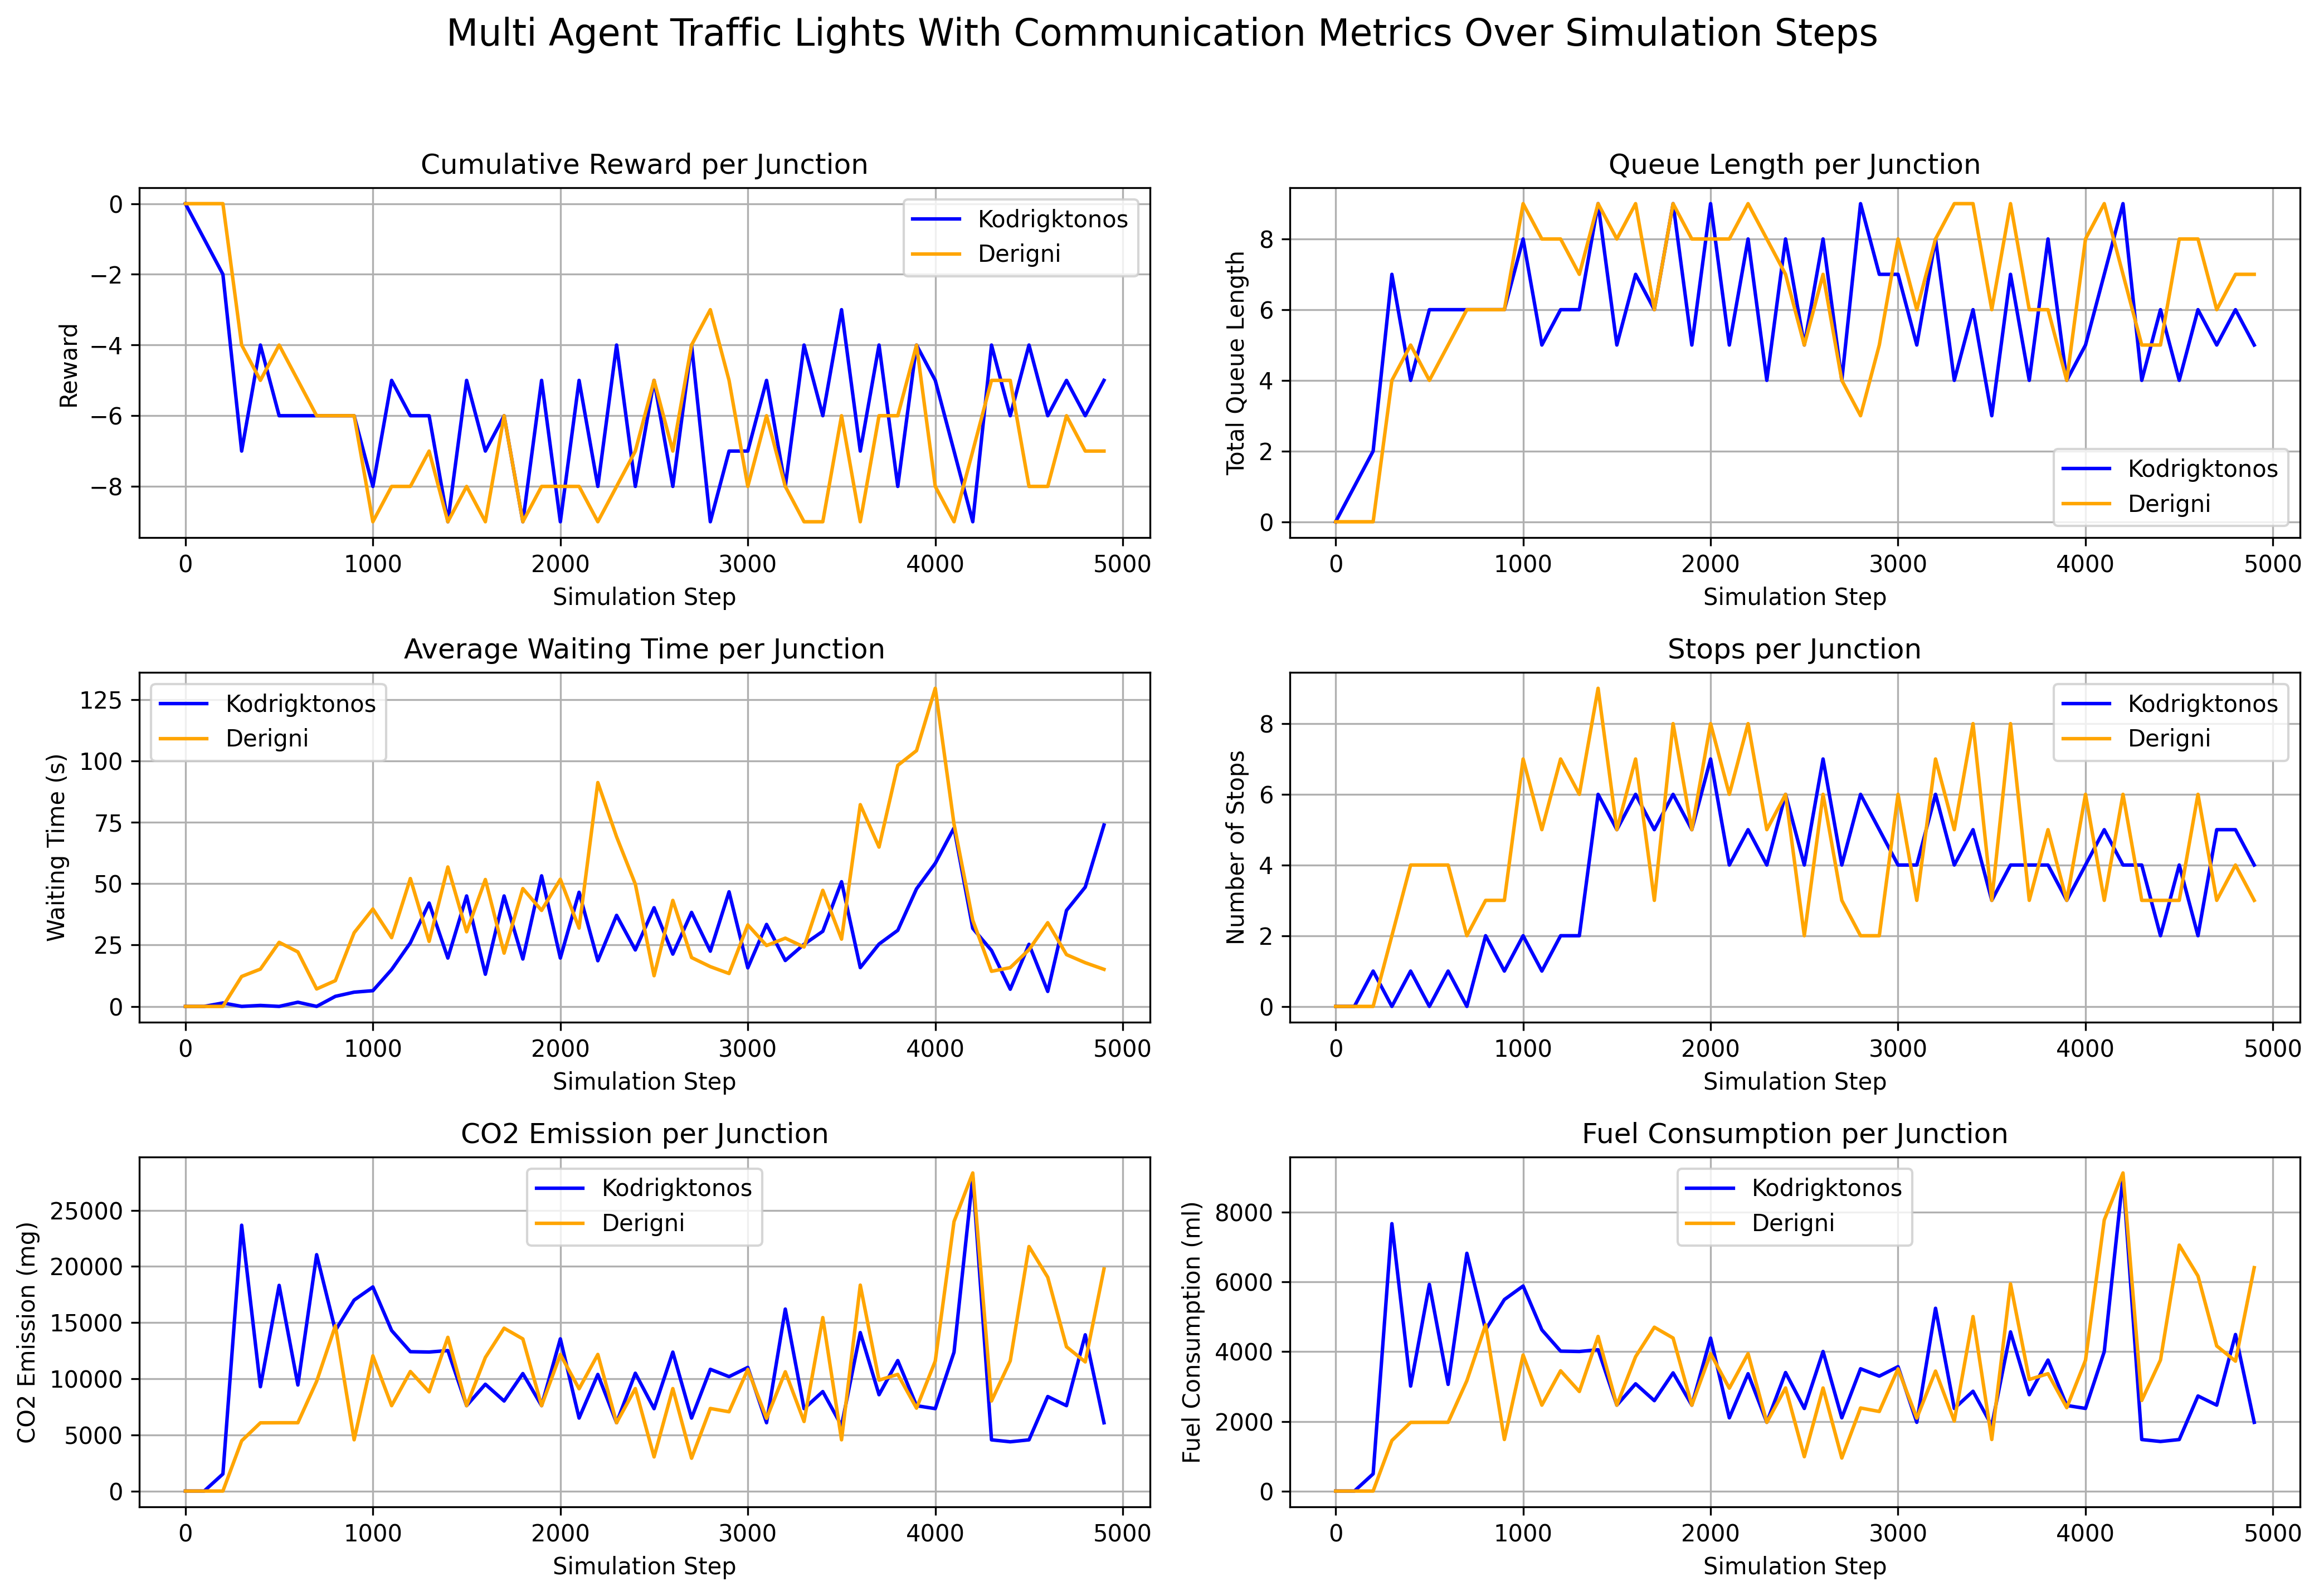 Multi Agent Traffic Lights With Communication Metrics Over Simulation Steps
Cumulative Reward per Junction
Reward
0
−2
−4
−6
−8
Kodrigktonos
Derigni
0 1000 2000 3000 4000 5000
Simulation Step
Queue Length per Junction
Total Queue Length
8
6
4
2
0
Kodrigktonos
Derigni
0 1000 2000 3000 4000 5000
Simulation Step
Average Waiting Time per Junction
Waiting Time (s)
125
100
75
50
25
0
Kodrigktonos
Derigni
0 1000 2000 3000 4000 5000
Simulation Step
Stops per Junction
Number of Stops
8
6
4
2
0
Kodrigktonos
Derigni
0 1000 2000 3000 4000 5000
Simulation Step
CO2 Emission per Junction
CO2 Emission (mg)
25000
20000
15000
10000
5000
0
Kodrigktonos
Derigni
0 1000 2000 3000 4000 5000
Simulation Step
Fuel Consumption per Junction
Fuel Consumption (ml)
8000
6000
4000
2000
0
Kodrigktonos
Derigni
0 1000 2000 3000 4000 5000
Simulation Step